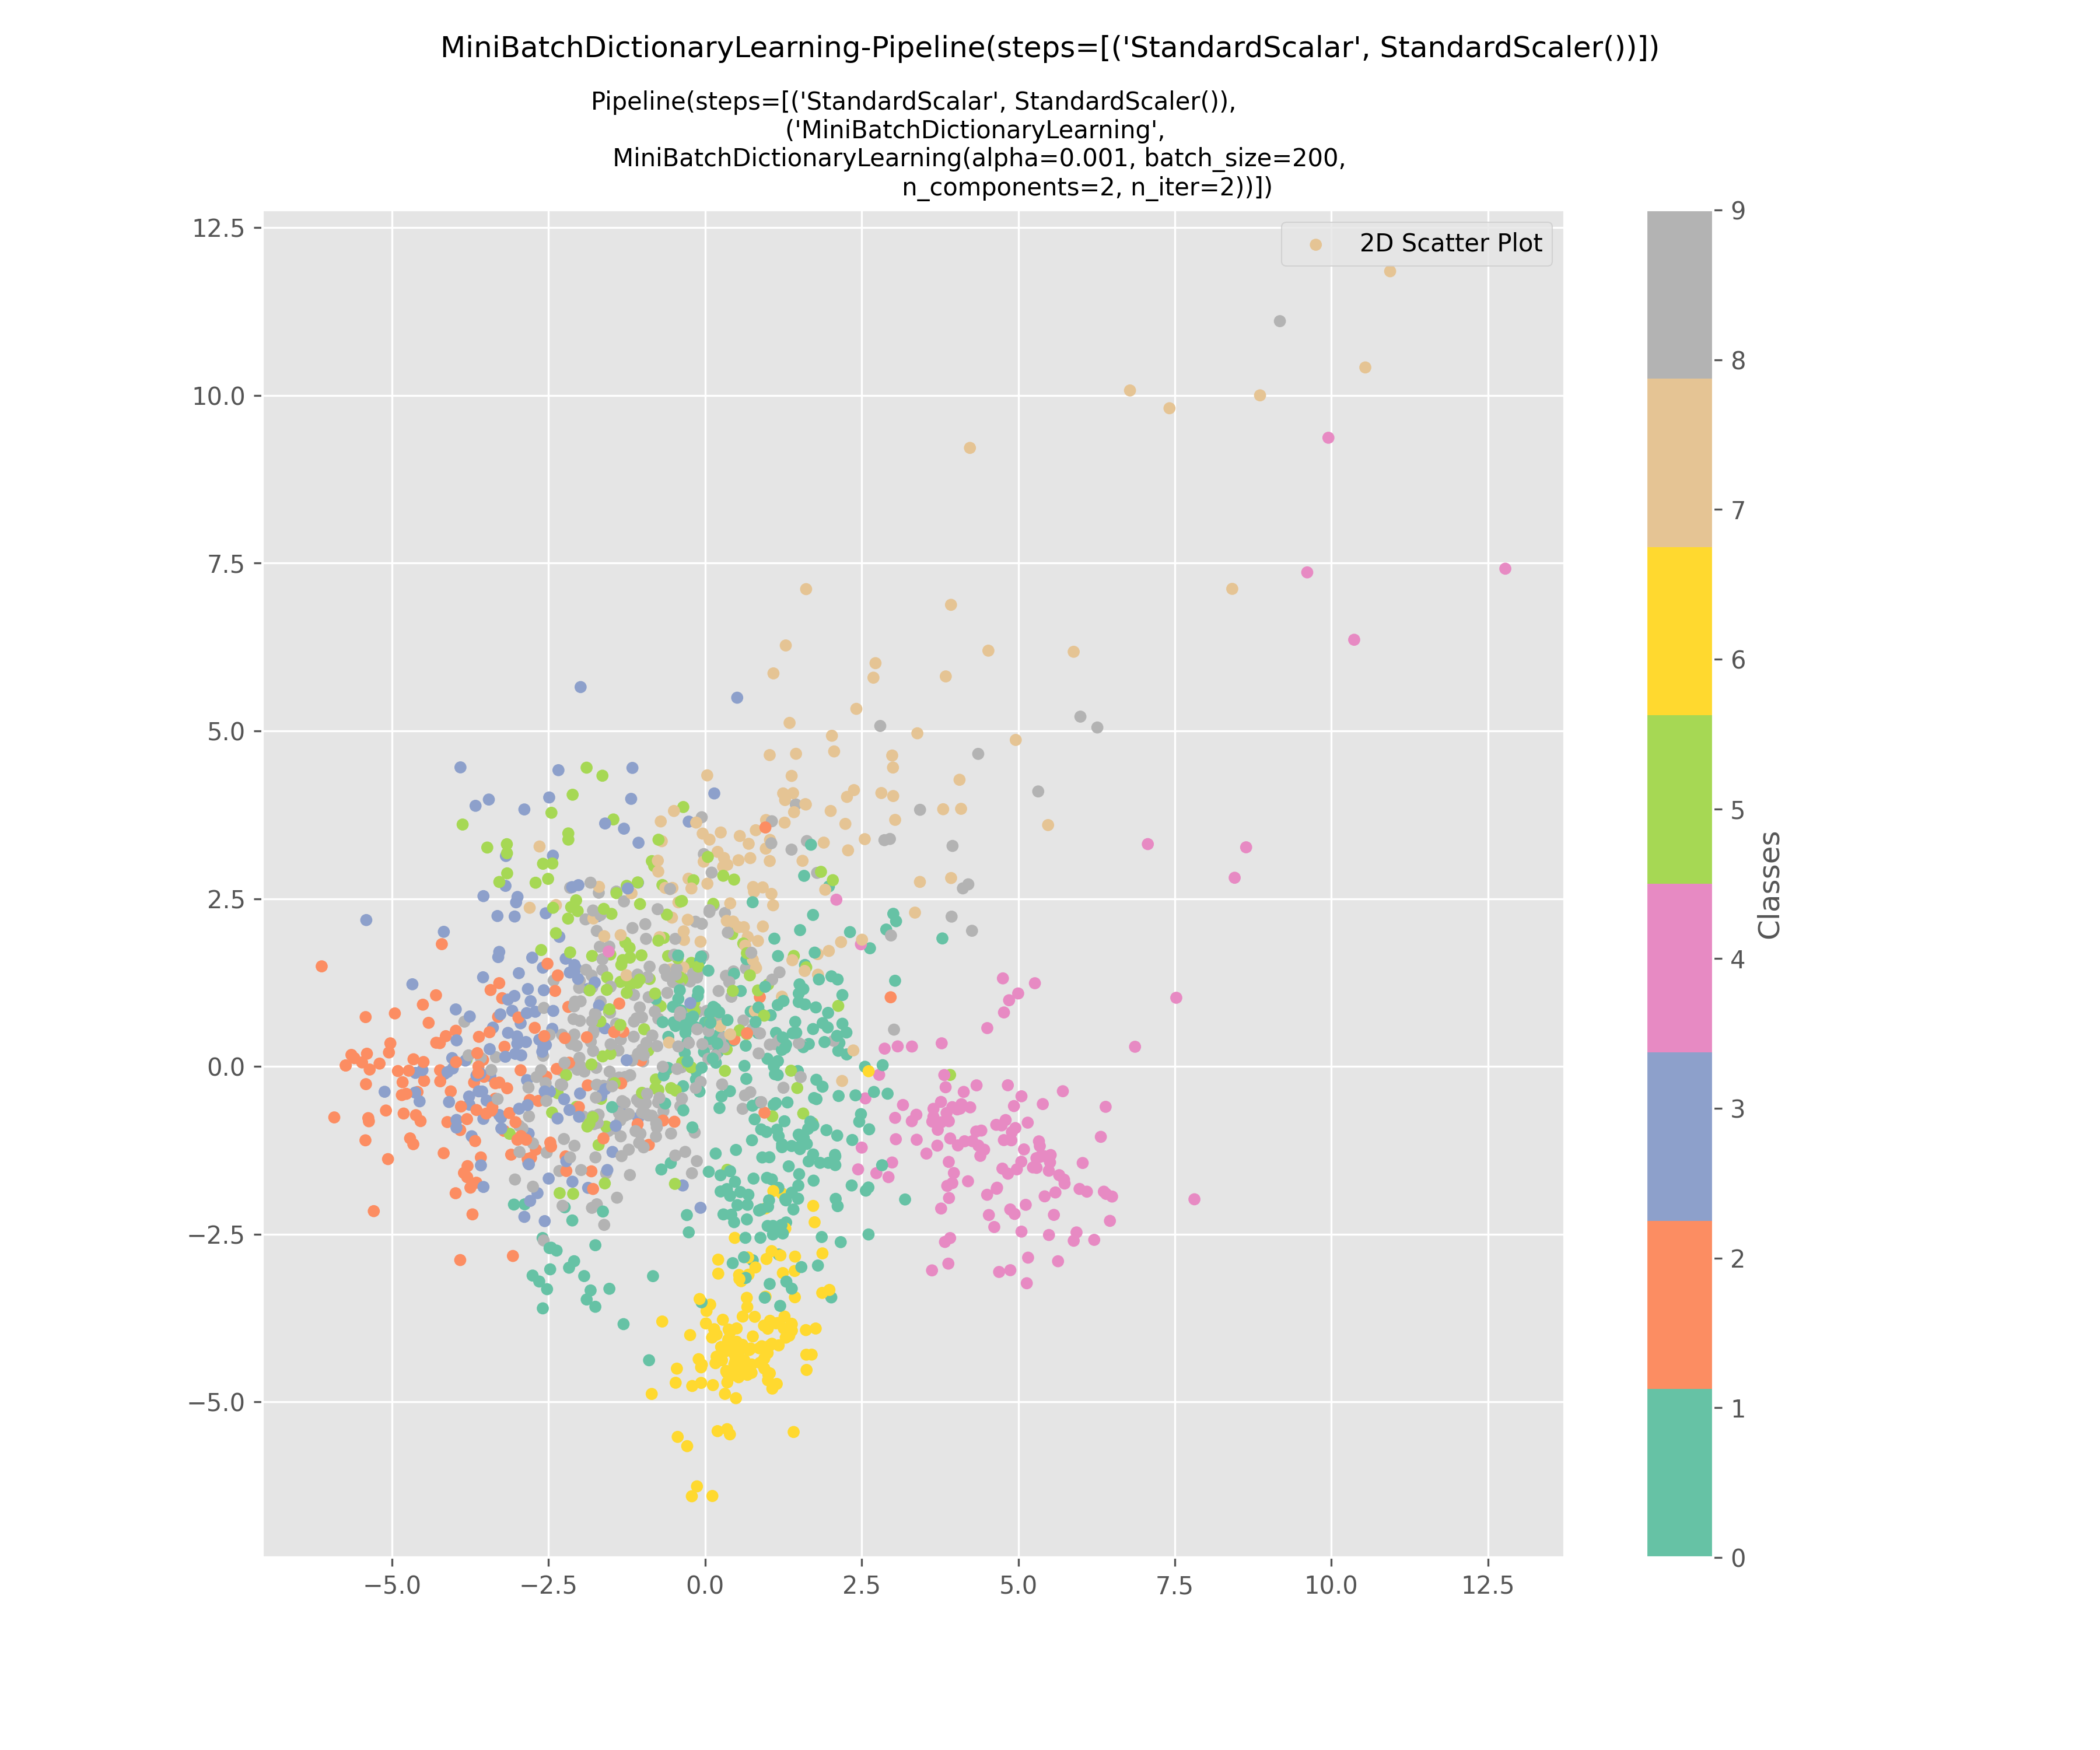 MiniBatchDictionaryLearning-Pipeline(steps=[('StandardScalar', StandardScaler())])
Pipeline(steps=[('StandardScalar', StandardScaler()),
('MiniBatchDictionaryLearning',
MiniBatchDictionaryLearning(alpha=0.001, batch_size=200,
n_components=2, n_iter=2))])
2D Scatter Plot
12.5
10.0
7.5
5.0
2.5
0.0
−2.5
−5.0
−5.0 −2.5 0.0 2.5 5.0 7.5 10.0 12.5
9
8
7
6
5
4
3
2
1
0
Classes